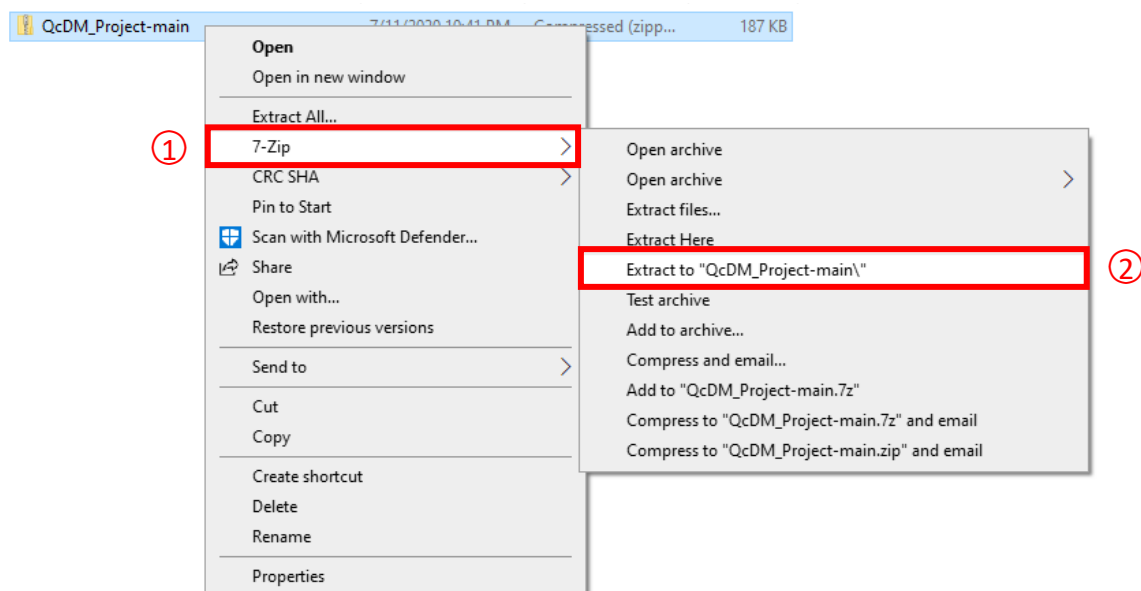 QcDM_Project-main 7/11/2020 10:41 PM Compressed (zipp... 187 KB
Open
Open in new window
Extract All...
① 7-Zip
CRC SHA
Pin to Start
Scan with Microsoft Defender...
Share
Open with...
Restore previous versions
Send to
Cut
Copy
Create shortcut
Delete
Rename
Properties
Open archive
Open archive
Extract files...
Extract Here
Extract to "QcDM_Project-main\" ②
Test archive
Add to archive...
Compress and email...
Add to "QcDM_Project-main.7z"
Compress to "QcDM_Project-main.7z" and email
Compress to "QcDM_Project-main.zip" and email